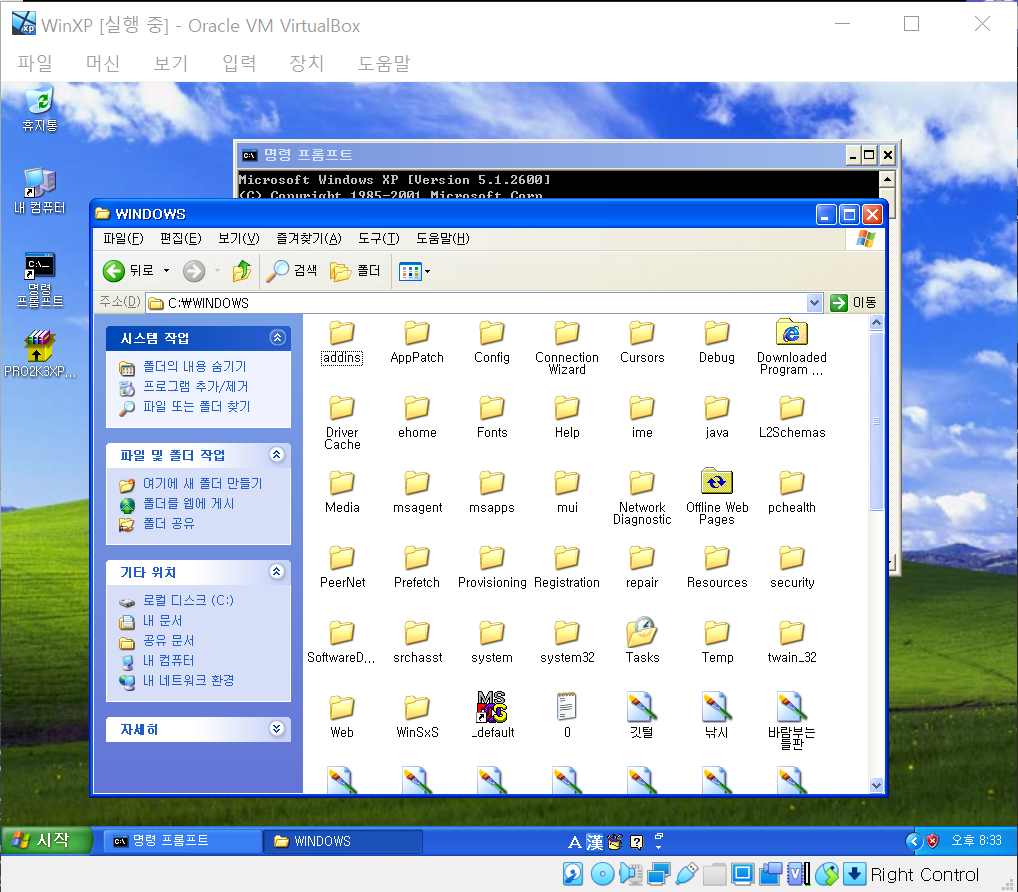 WinXP [실행 중] - Oracle VM VirtualBox
파일 머신 보기 입력 장치 도움말
휴지통
내 컴퓨터
명령
프롬프트
PRO2K3XP...
명령 프롬프트
Microsoft Windows XP [Version 5.1.2600]
(C) Copyright 1985-2001 Microsoft Corp.
WINDOWS
파일(F) 편집(E) 보기(V) 즐겨찾기(A) 도구(T) 도움말(H)
뒤로 검색 폴더
주소(D) C:₩WINDOWS 이동
시스템 작업
폴더의 내용 숨기기
프로그램 추가/제거
파일 또는 폴더 찾기
파일 및 폴더 작업
여기에 새 폴더 만들기
폴더를 웹에 게시
폴더 공유
기타 위치
로컬 디스크 (C:)
내 문서
공유 문서
내 컴퓨터
내 네트워크 환경
자세히
addins AppPatch Config Connection Wizard Cursors Debug Downloaded Program ...
Driver Cache ehome Fonts Help ime java L2Schemas
Media msagent msapps mui Network Diagnostic Offline Web Pages pchealth
PeerNet Prefetch Provisioning Registration repair Resources security
SoftwareD... srchasst system system32 Tasks Temp twain_32
Web WinSxS _default 0 깃털 낚시 바람부는 들판
시작 명령 프롬프트 WINDOWS A 漢 오후 8:33
Right Control